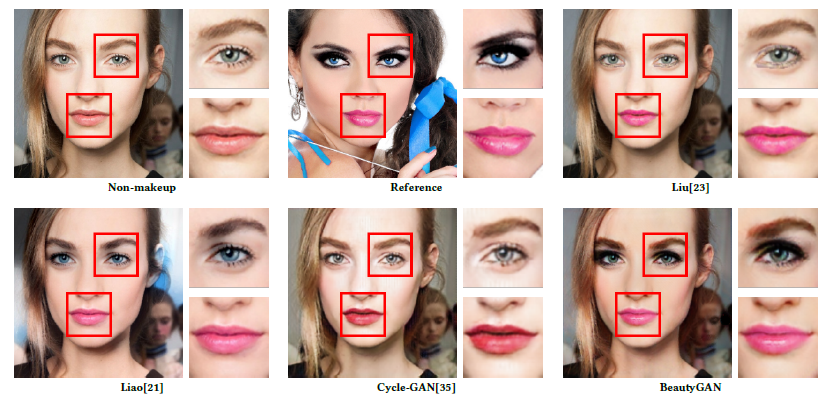 Non-makeup
Reference
Liu[23]
Liao[21]
Cycle-GAN[35]
BeautyGAN